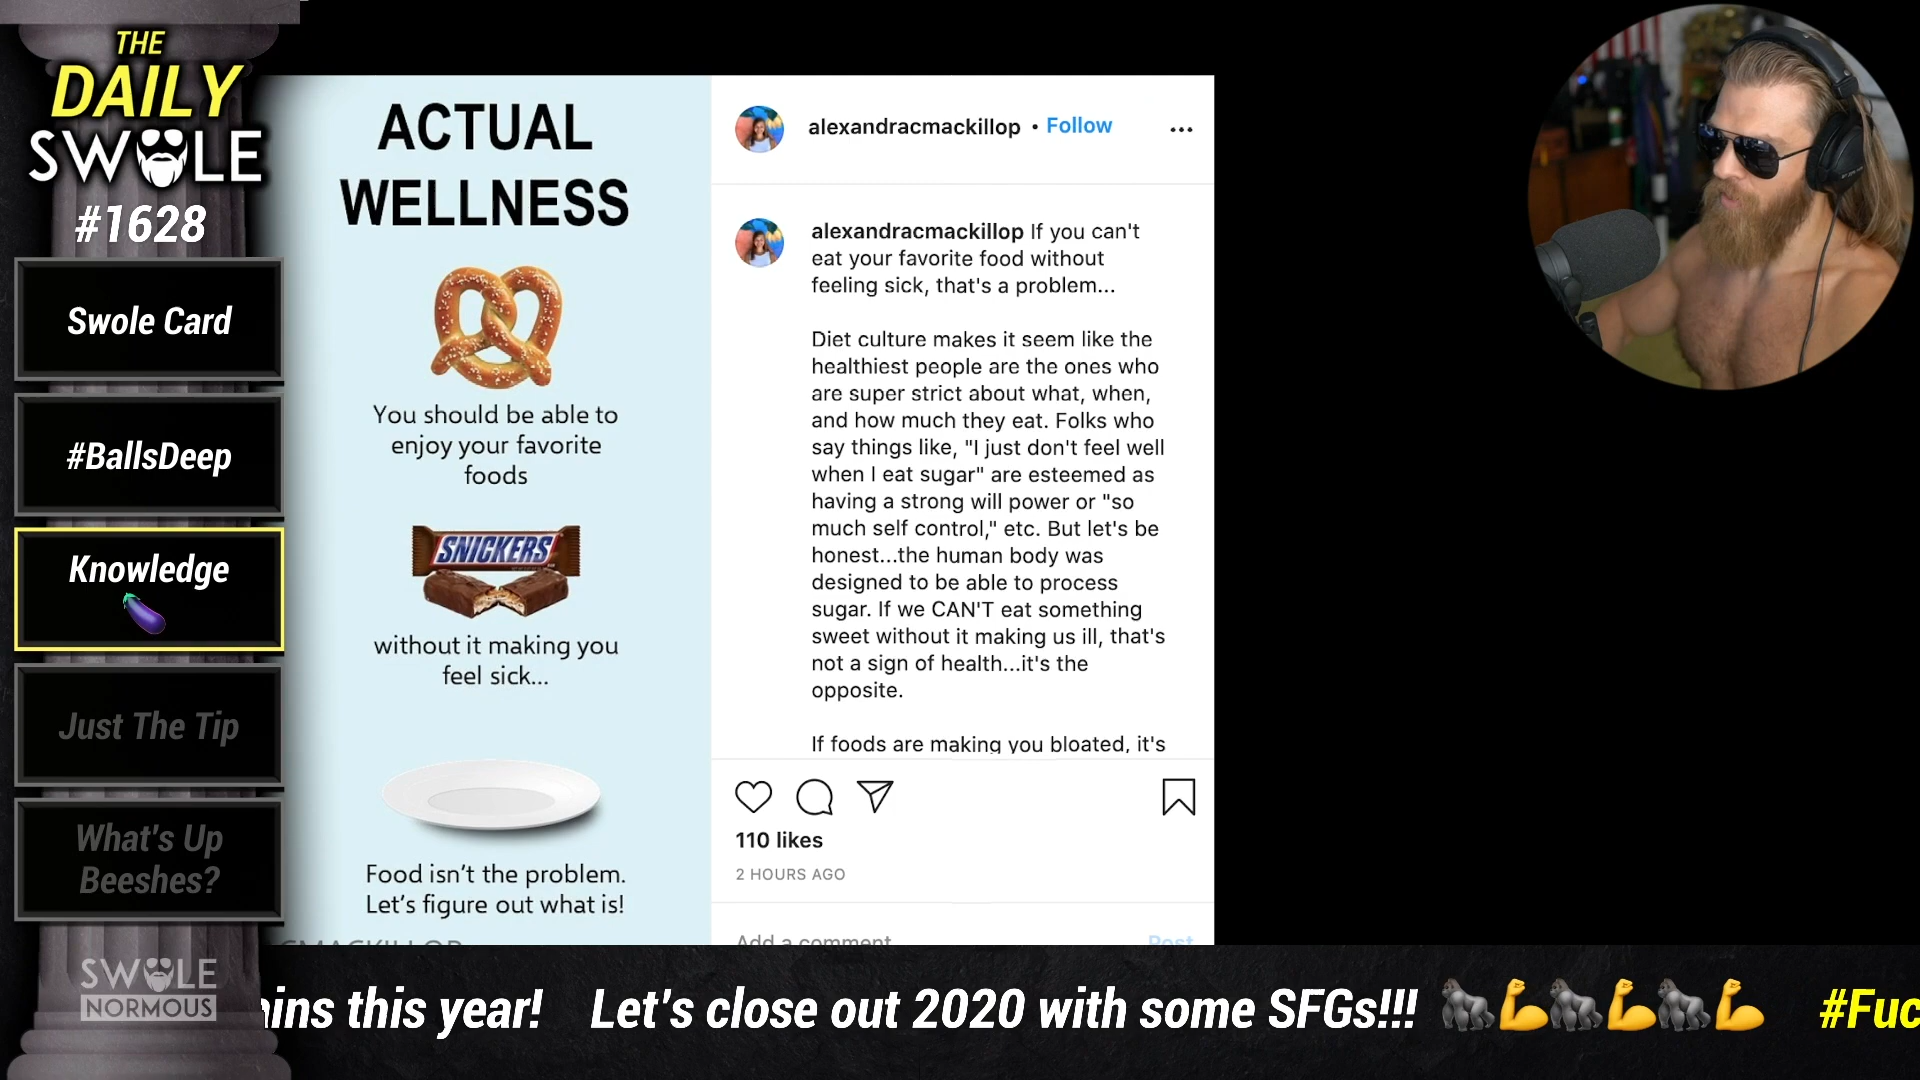 THE
DAILY
SWOLE
#1628
Swole Card
#BallsDeep
Knowledge
Just The Tip
What's Up
Beeshes?
SWOLE
NORMOUS
ACTUAL
WELLNESS
You should be able to
enjoy your favorite
foods
SNICKERS
without it making you
feel sick...
Food isn't the problem.
Let's figure out what is!
CMACKILLOP
alexandracmackillop • Follow
alexandracmackillop If you can't
eat your favorite food without
feeling sick, that's a problem...
Diet culture makes it seem like the
healthiest people are the ones who
are super strict about what, when,
and how much they eat. Folks who
say things like, "I just don't feel well
when I eat sugar" are esteemed as
having a strong will power or "so
much self control," etc. But let's be
honest...the human body was
designed to be able to process
sugar. If we CAN'T eat something
sweet without it making us ill, that's
not a sign of health...it's the
opposite.
If foods are making you bloated, it's
110 likes
2 HOURS AGO
Add a comment Post
ains this year! Let's close out 2020 with some SFGs!!! 🦍💪🦍💪🦍💪 #Fuc